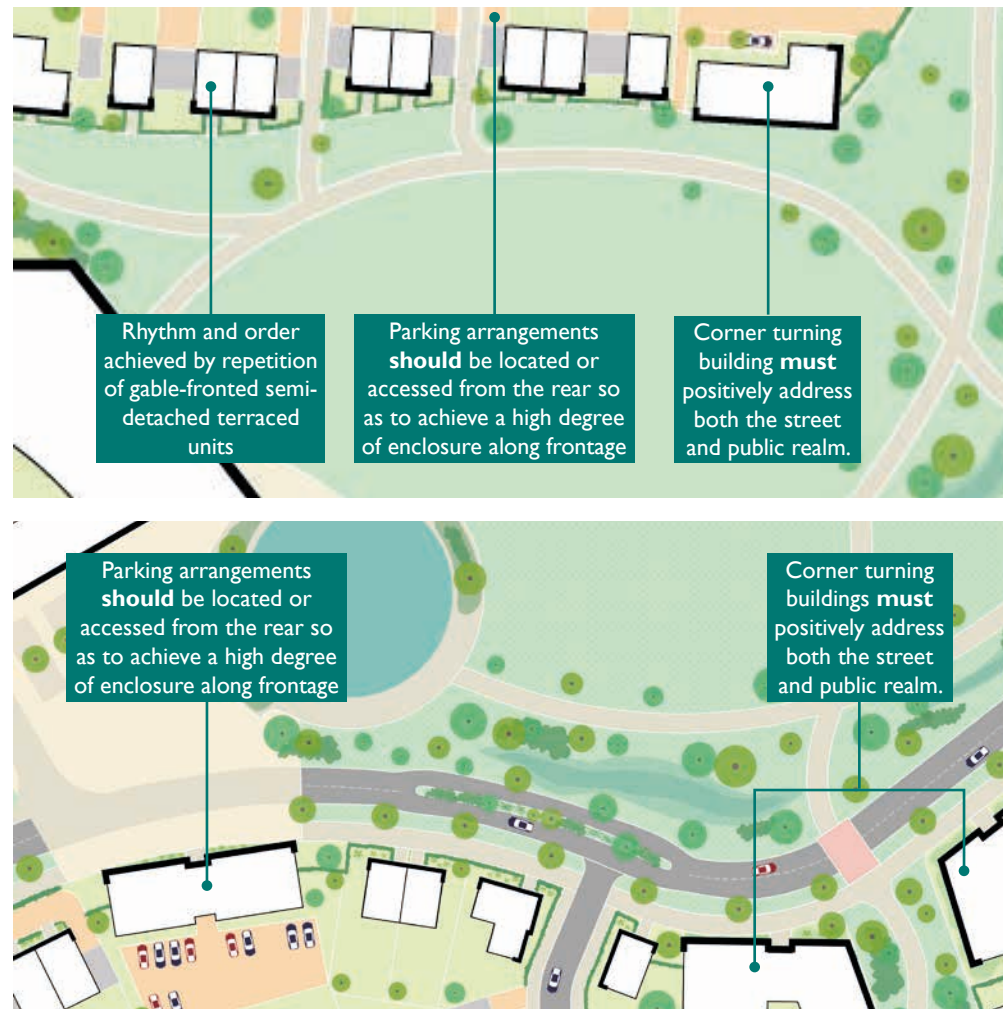 Rhythm and order
achieved by repetition
of gable-fronted semi-
detached terraced
units
Parking arrangements
should be located or
accessed from the rear so
as to achieve a high degree
of enclosure along frontage
Corner turning
building must
positively address
both the street
and public realm.
Parking arrangements
should be located or
accessed from the rear so
as to achieve a high degree
of enclosure along frontage
Corner turning
buildings must
positively address
both the street
and public realm.